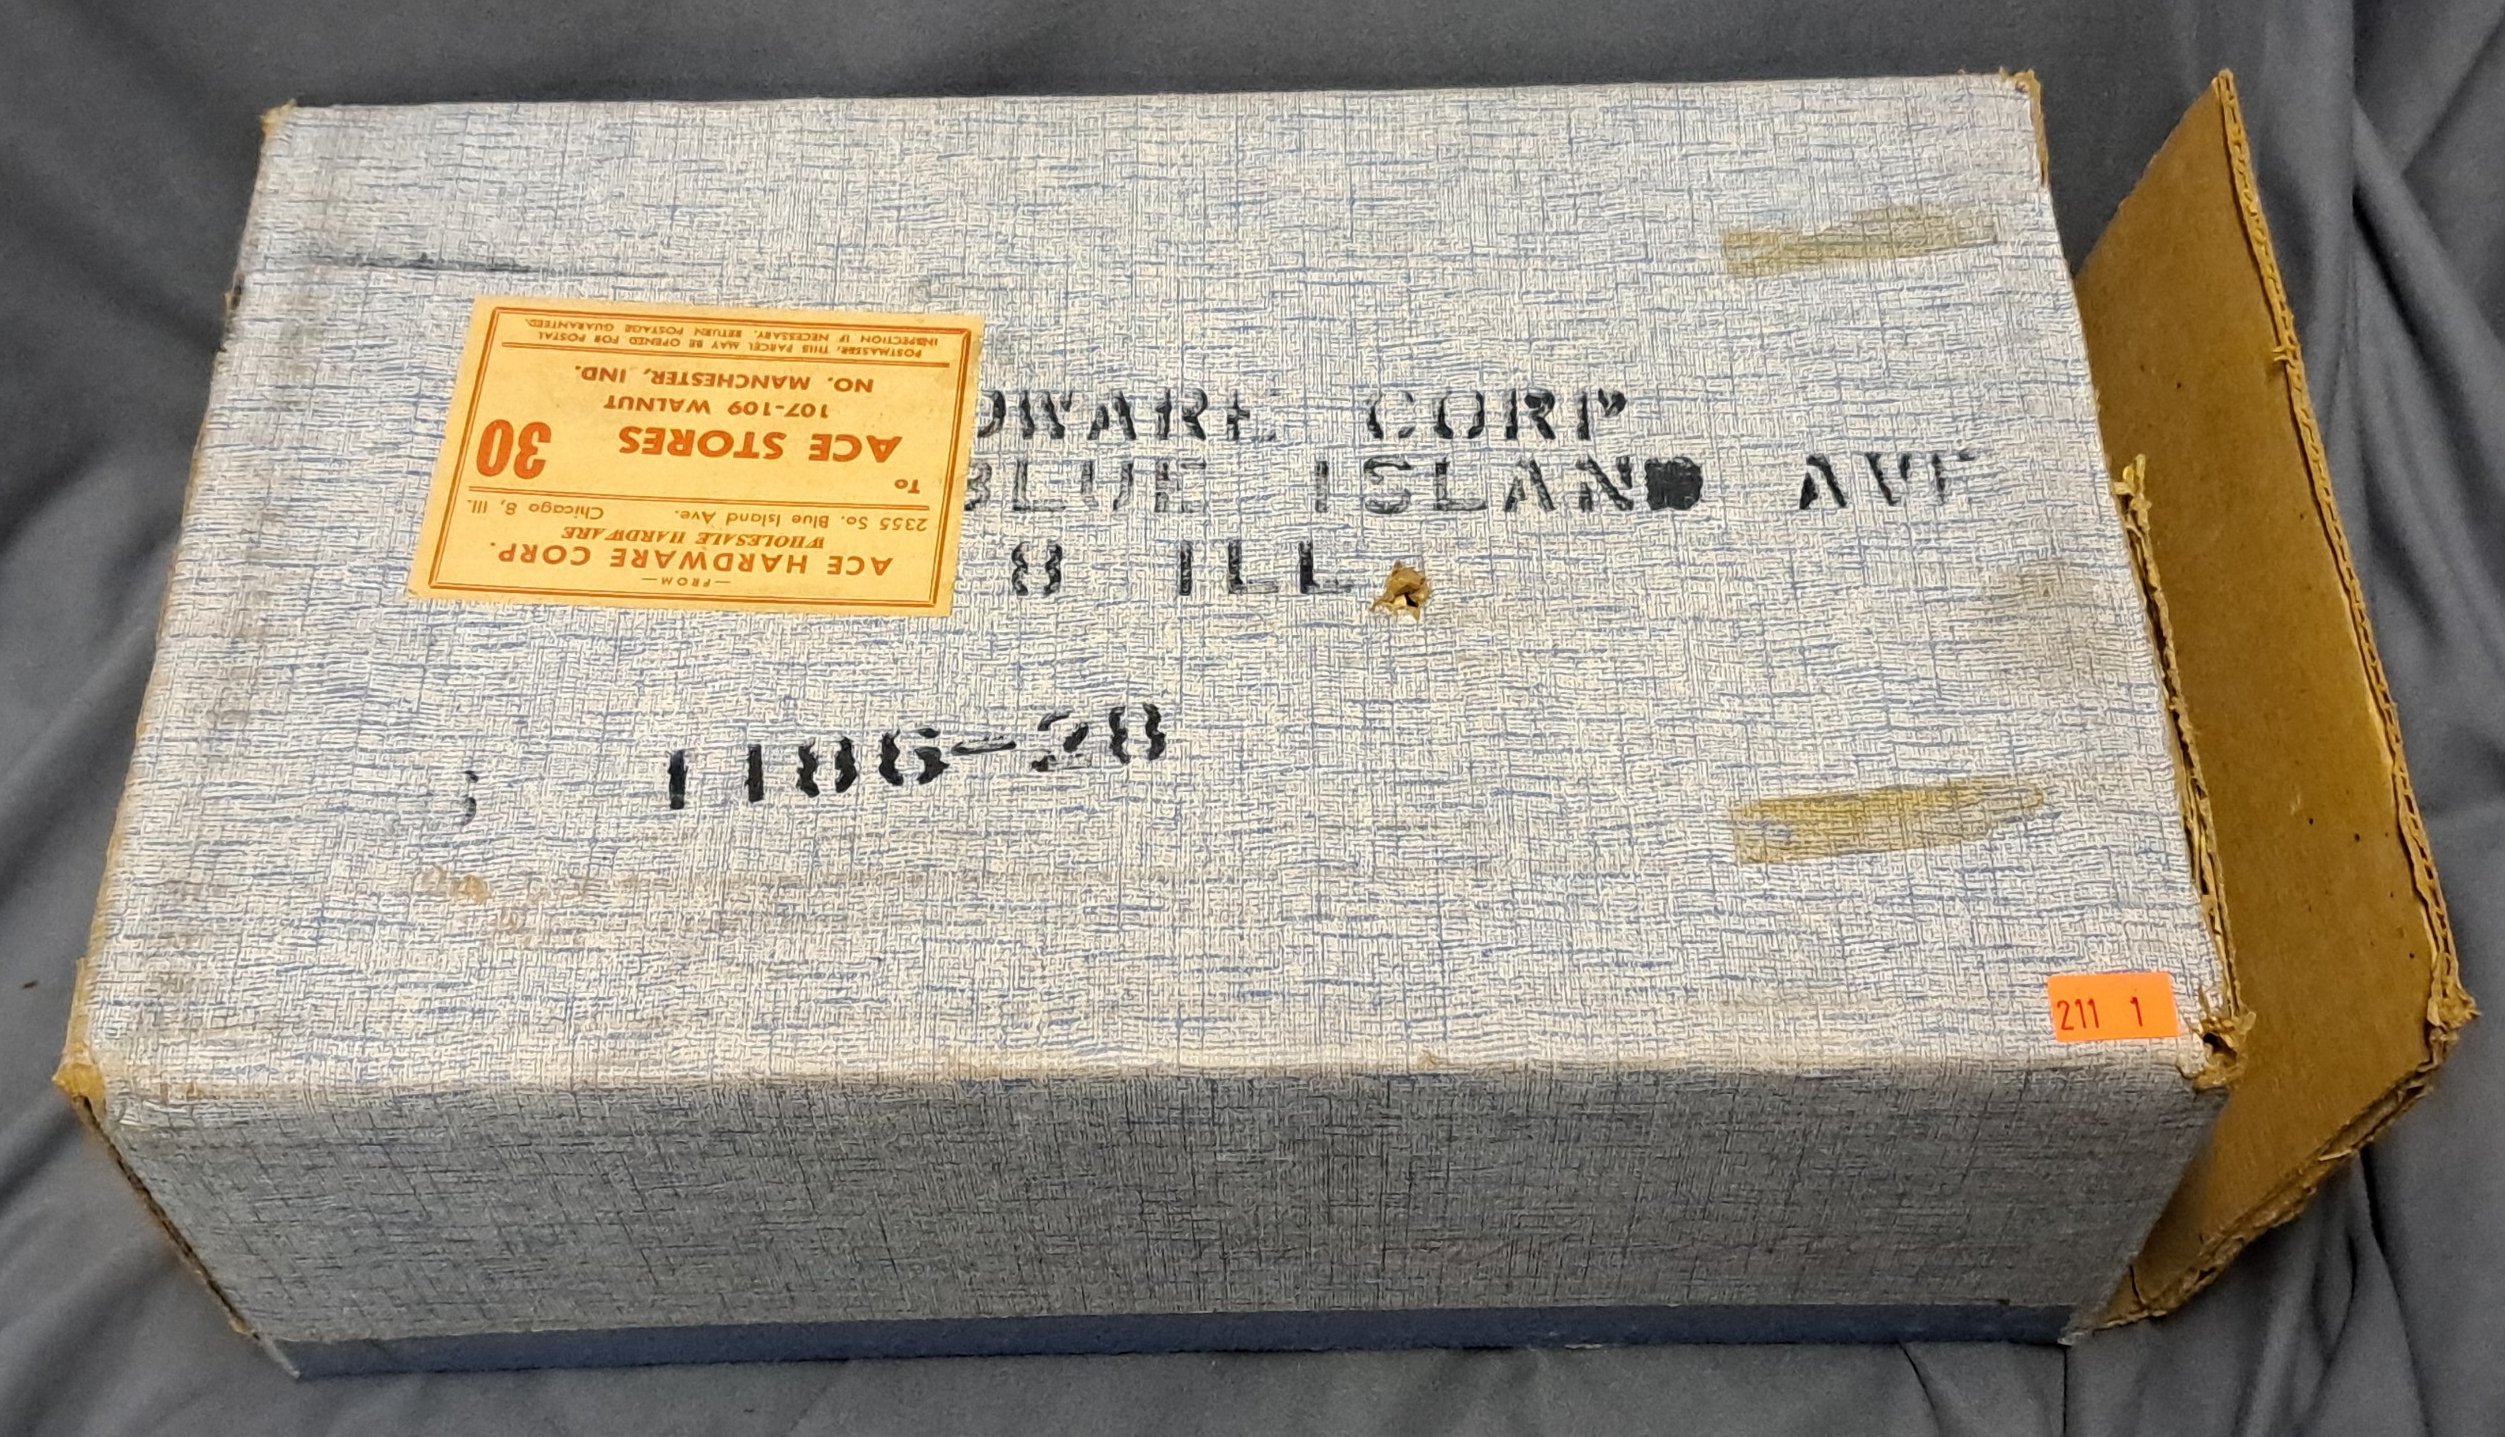 —FROM—
ACE HARDWARE CORP.
WHOLESALE HARDWARE
2355 So. Blue Island Ave. Chicago 8, Ill.
To
ACE STORES 30
107-109 WALNUT
NO. MANCHESTER, IND.
POSTMASTER, THIS PARCEL MAY BE OPENED FOR POSTAL
INSPECTION IF NECESSARY. RETURN POSTAGE GUARANTEED.
DWARE CORP
BLUE ISLAND AVE
8 ILL
1186-28
211 1